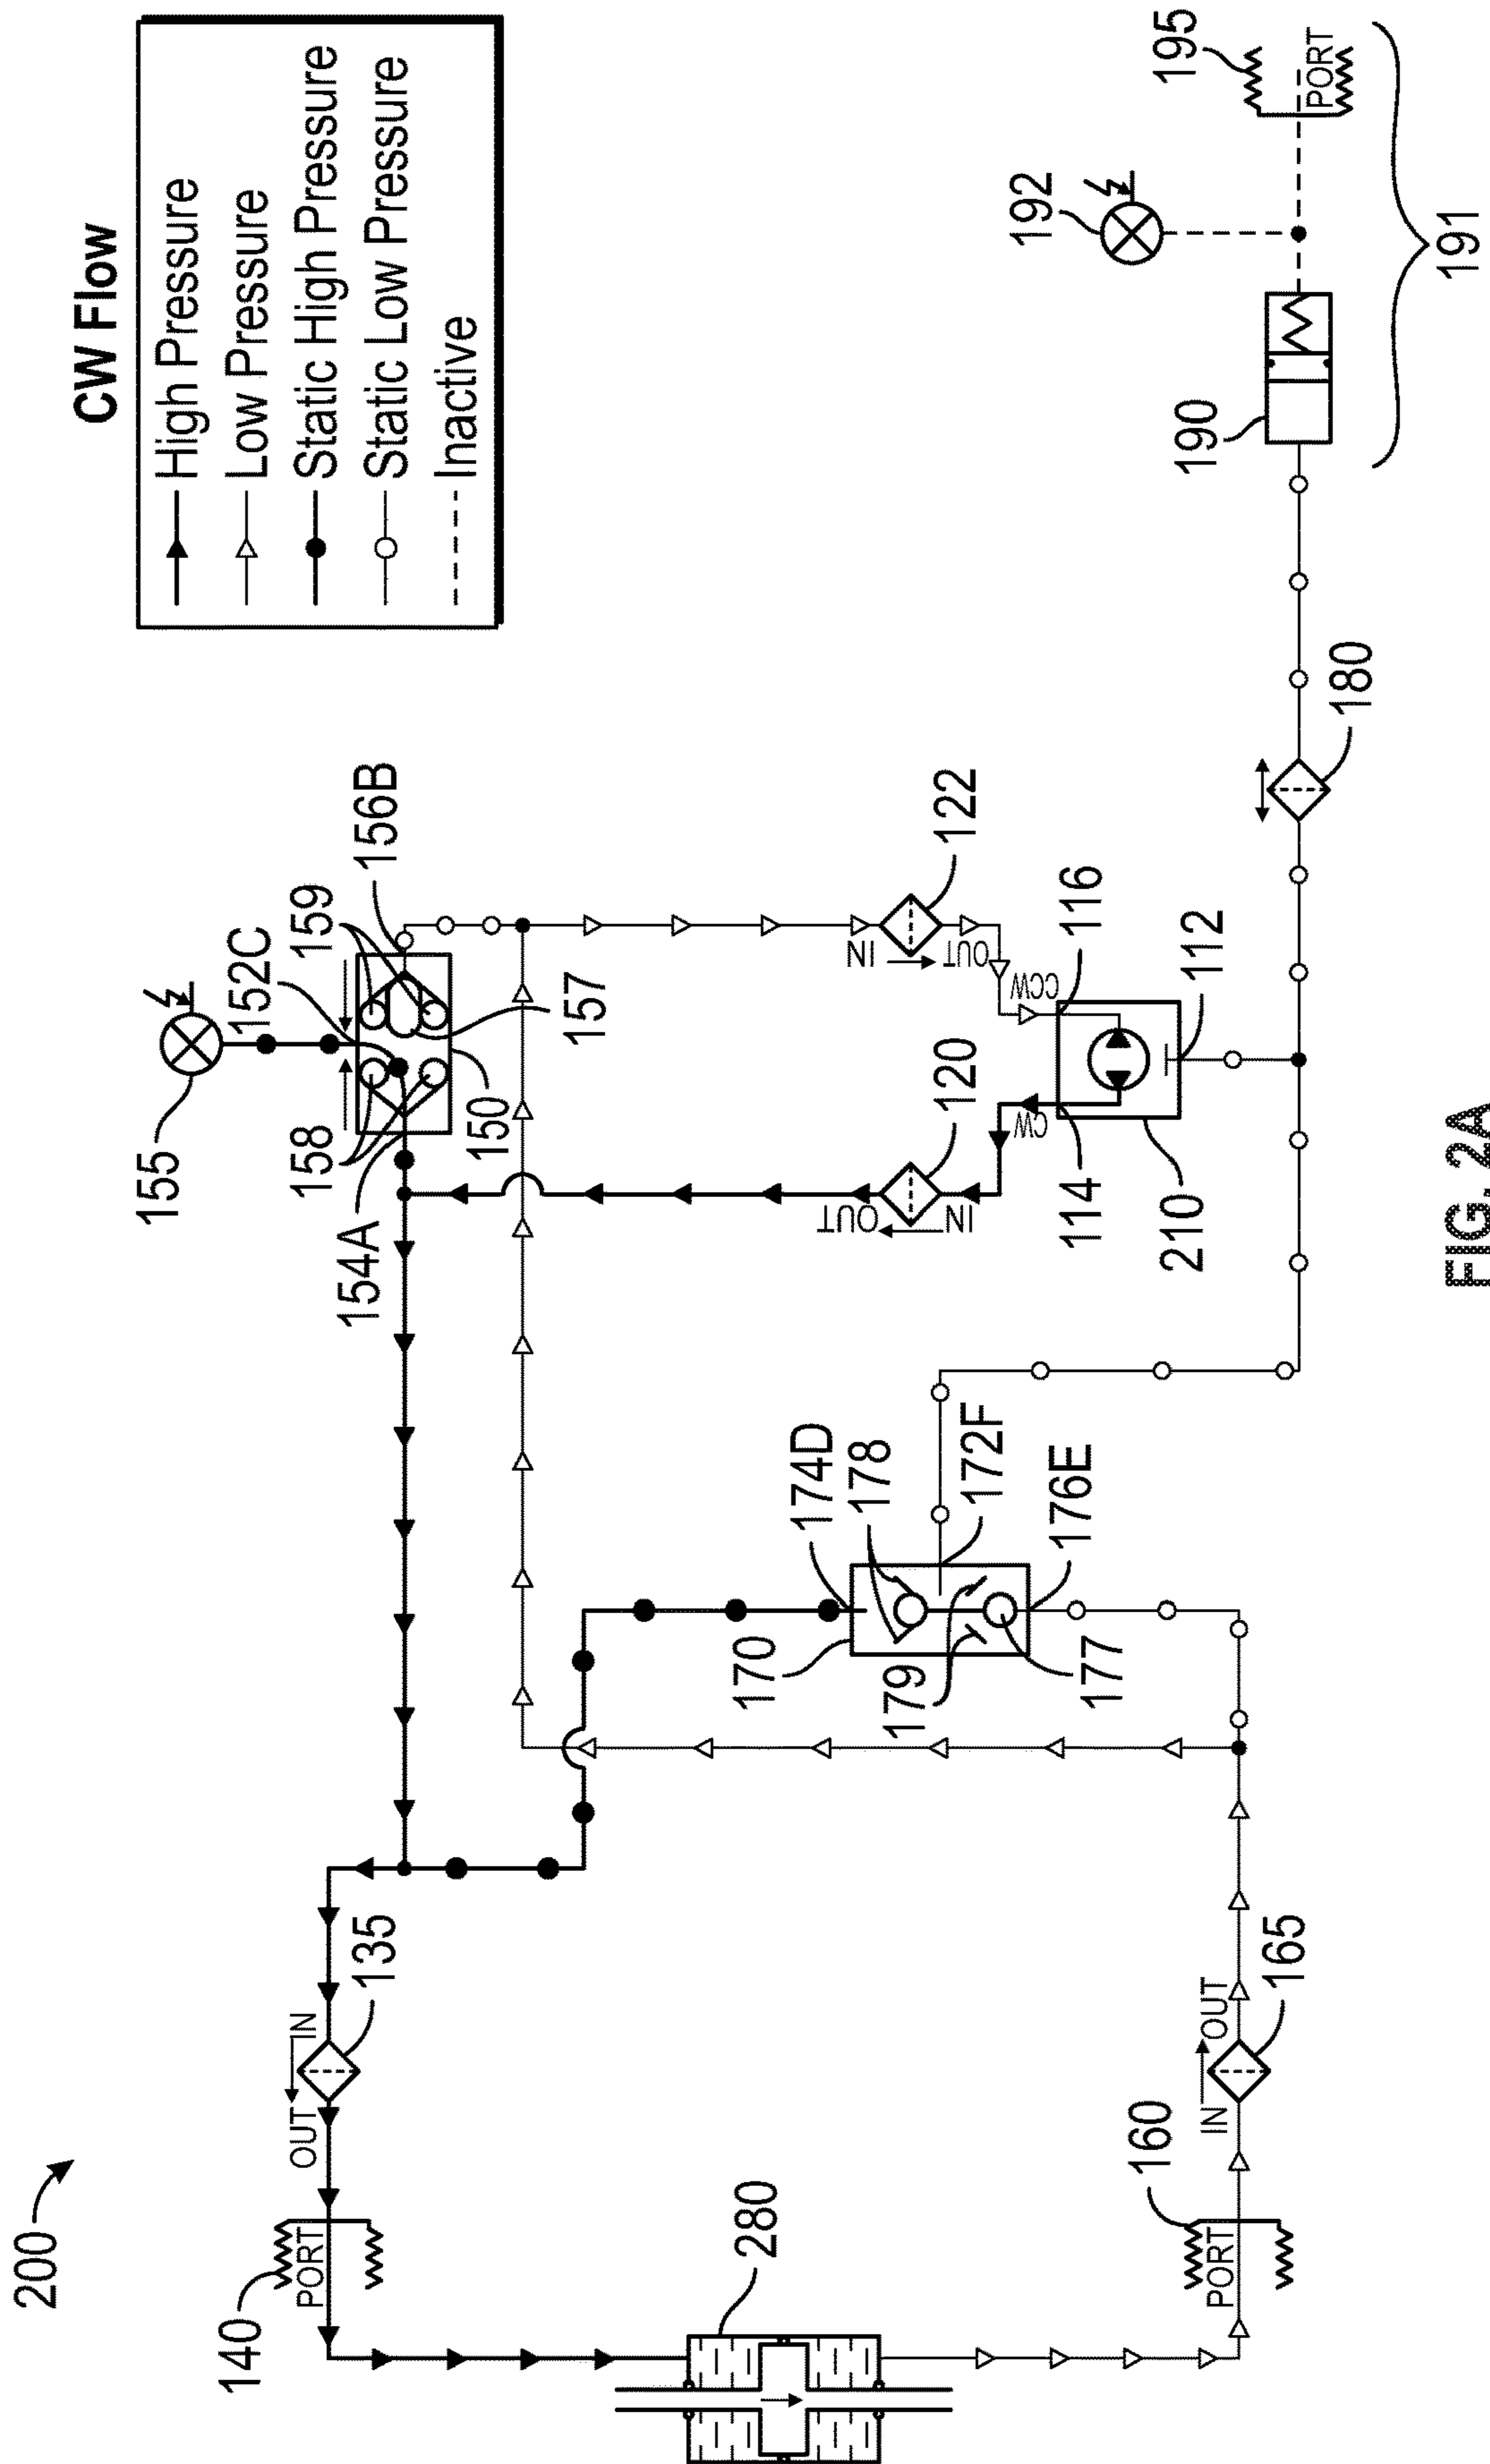 200
CW Flow
High Pressure
Low Pressure
Static High Pressure
Static Low Pressure
Inactive
140
PORT
OUT
IN
135
280
160
PORT
IN
OUT
165
170
174D
178
172F
176E
179
177
155
152C
159
156B
158
157
150
154A
OUT
IN
120
IN
OUT
122
CW
CCW
114
116
210
112
180
190
192
195
PORT
191
FIG. 2A